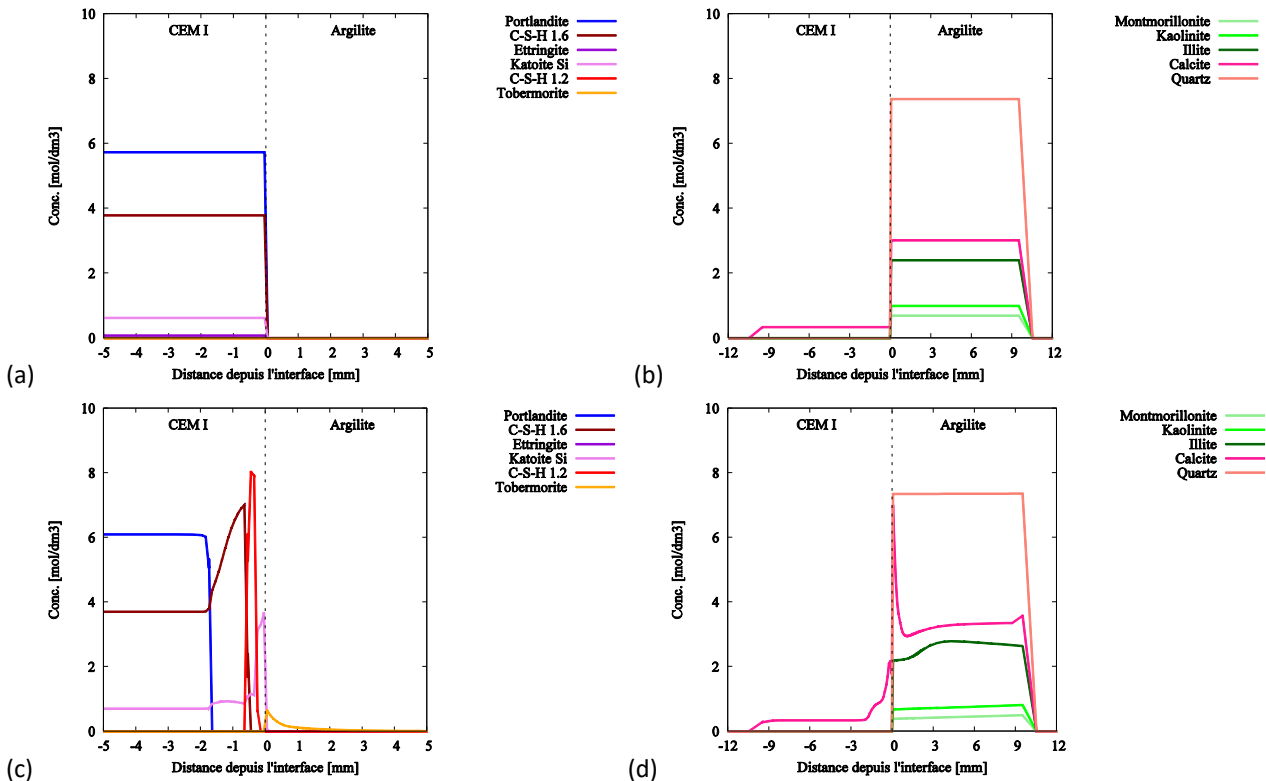 CEM I Argilite
Conc. [mol/dm3]
10
8
6
4
2
0
-5 -4 -3 -2 -1 0 1 2 3 4 5
Distance depuis l'interface [mm]
Portlandite
C-S-H 1.6
Ettringite
Katoite Si
C-S-H 1.2
Tobermorite
(a)
CEM I Argilite
Conc. [mol/dm3]
10
8
6
4
2
0
-12 -9 -6 -3 0 3 6 9 12
Distance depuis l'interface [mm]
Montmorillonite
Kaolinite
Illite
Calcite
Quartz
(b)
CEM I Argilite
Conc. [mol/dm3]
10
8
6
4
2
0
-5 -4 -3 -2 -1 0 1 2 3 4 5
Distance depuis l'interface [mm]
Portlandite
C-S-H 1.6
Ettringite
Katoite Si
C-S-H 1.2
Tobermorite
(c)
CEM I Argilite
Conc. [mol/dm3]
10
8
6
4
2
0
-12 -9 -6 -3 0 3 6 9 12
Distance depuis l'interface [mm]
Montmorillonite
Kaolinite
Illite
Calcite
Quartz
(d)